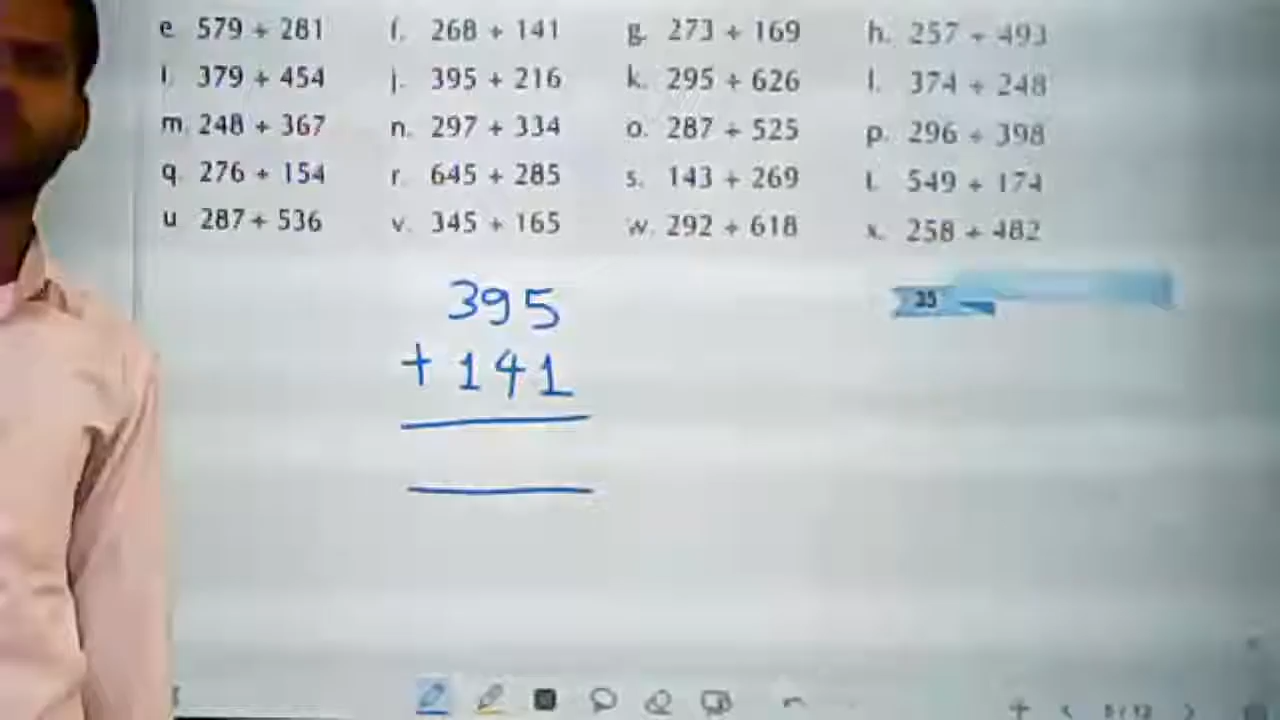 e. 579 + 281 f. 268 + 141 g. 273 + 169 h. 257 + 493
i. 379 + 454 j. 395 + 216 k. 295 + 626 l. 374 + 248
m. 248 + 367 n. 297 + 334 o. 287 + 525 p. 296 + 398
q. 276 + 154 r. 645 + 285 s. 143 + 269 t. 549 + 174
u. 287 + 536 v. 345 + 165 w. 292 + 618 x. 258 + 482
395
+ 141
35